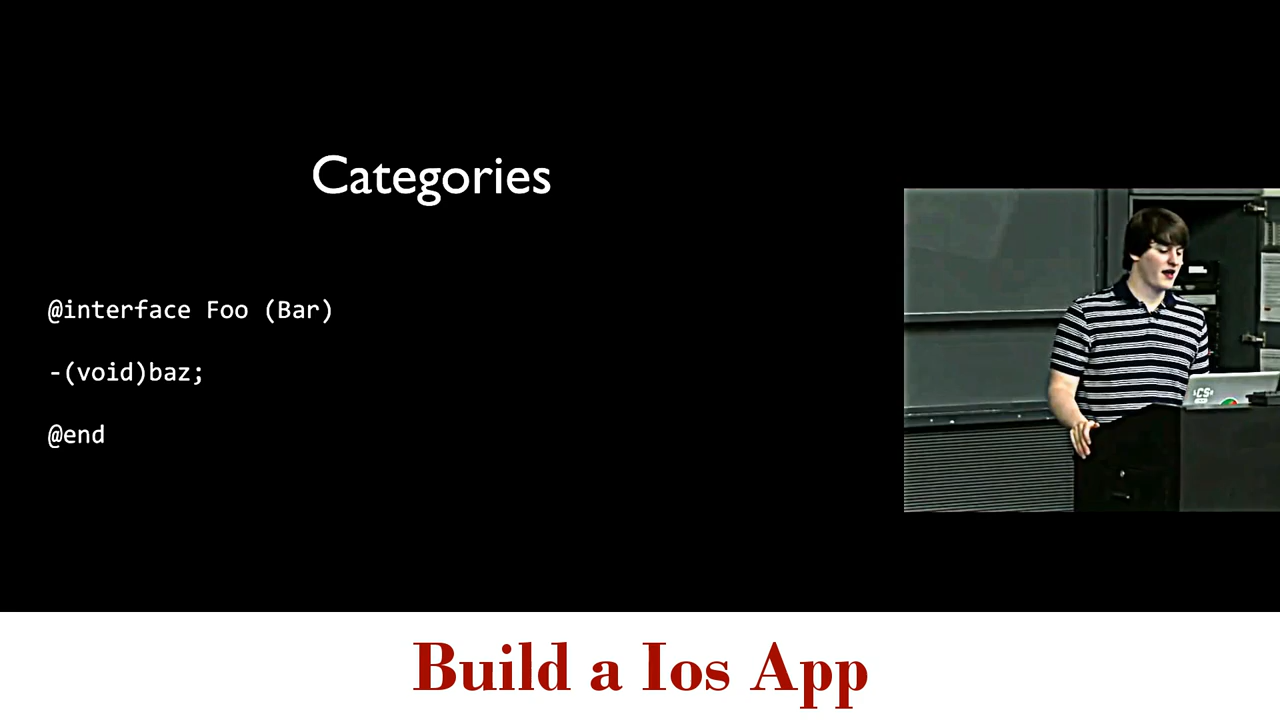 Categories
@interface Foo (Bar)
-(void)baz;
@end
Build a Ios App